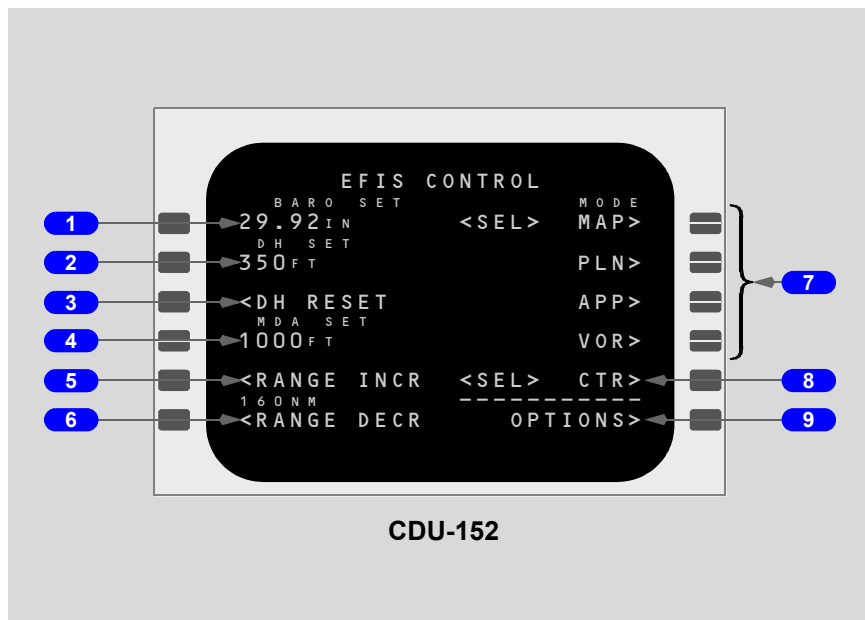 EFIS CONTROL
BARO SET MODE
1 29.92IN <SEL> MAP>
DH SET
2 350FT PLN>
3 <DH RESET APP> 7
MDA SET
4 1000FT VOR>
5 <RANGE INCR <SEL> CTR> 8
160NM ------------
6 <RANGE DECR OPTIONS> 9
CDU-152